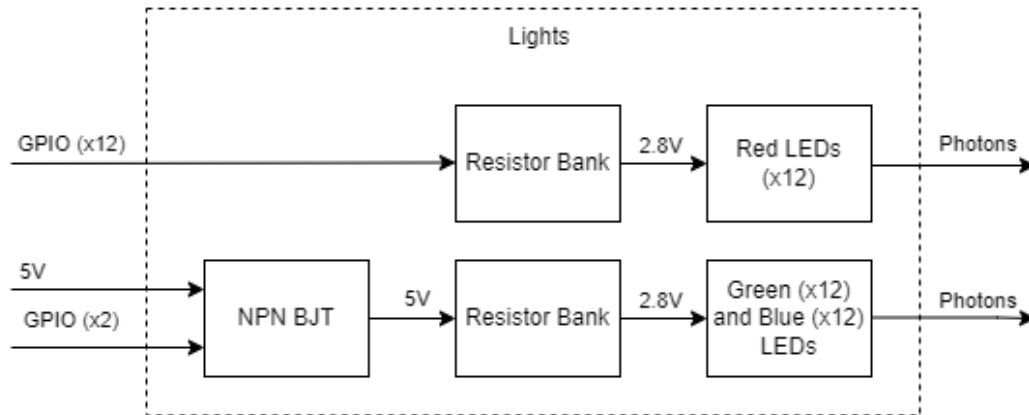 Lights
GPIO (x12)
Resistor Bank
2.8V
Red LEDs
(x12)
Photons
5V
GPIO (x2)
NPN BJT
5V
Resistor Bank
2.8V
Green (x12)
and Blue (x12)
LEDs
Photons